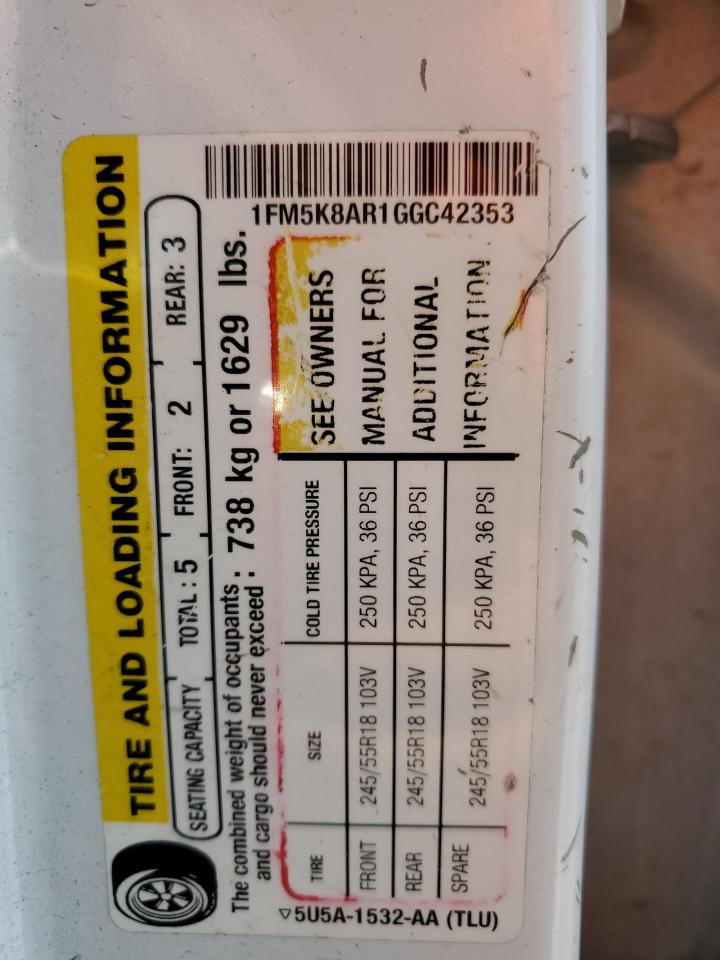 TIRE AND LOADING INFORMATION
SEATING CAPACITY TOTAL : 5 FRONT: 2 REAR: 3
The combined weight of occupants
and cargo should never exceed : 738 kg or 1629 lbs.
TIRE SIZE COLD TIRE PRESSURE
FRONT 245/55R18 103V 250 KPA, 36 PSI
REAR 245/55R18 103V 250 KPA, 36 PSI
SPARE 245/55R18 103V 250 KPA, 36 PSI
SEE OWNERS
MANUAL FOR
ADDITIONAL
INFORMATION
5U5A-1532-AA (TLU)
1FM5K8AR1GGC42353